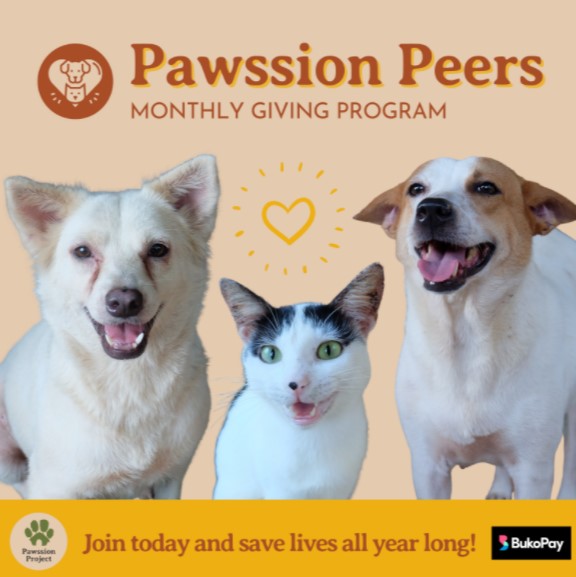 Pawssion Peers
MONTHLY GIVING PROGRAM
Pawssion
Project
Join today and save lives all year long!
BukoPay